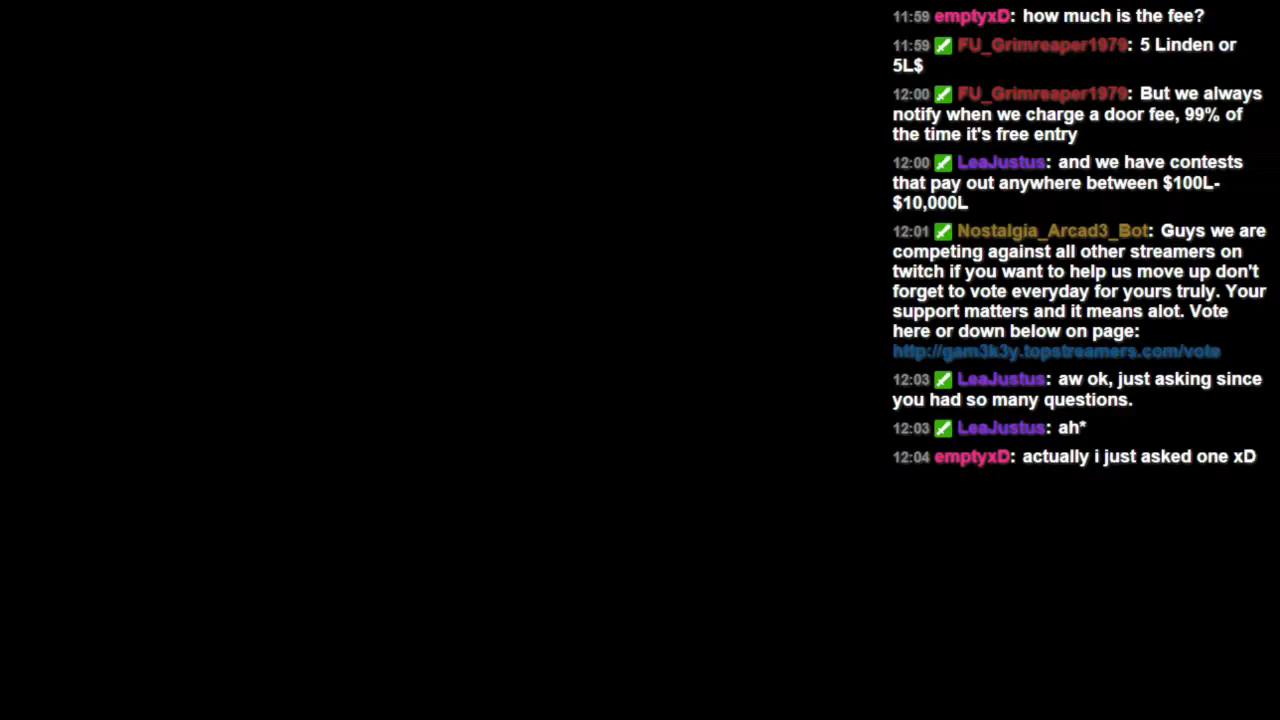 11:59 emptyxD: how much is the fee?
11:59 FU_Grimreaper1979: 5 Linden or
5L$
12:00 FU_Grimreaper1979: But we always
notify when we charge a door fee, 99% of
the time it's free entry
12:00 LeaJustus: and we have contests
that pay out anywhere between $100L-
$10,000L
12:01 Nostalgia_Arcad3_Bot: Guys we are
competing against all other streamers on
twitch if you want to help us move up don't
forget to vote everyday for yours truly. Your
support matters and it means alot. Vote
here or down below on page:
http://gam3k3y.topstreamers.com/vote
12:03 LeaJustus: aw ok, just asking since
you had so many questions.
12:03 LeaJustus: ah*
12:04 emptyxD: actually i just asked one xD